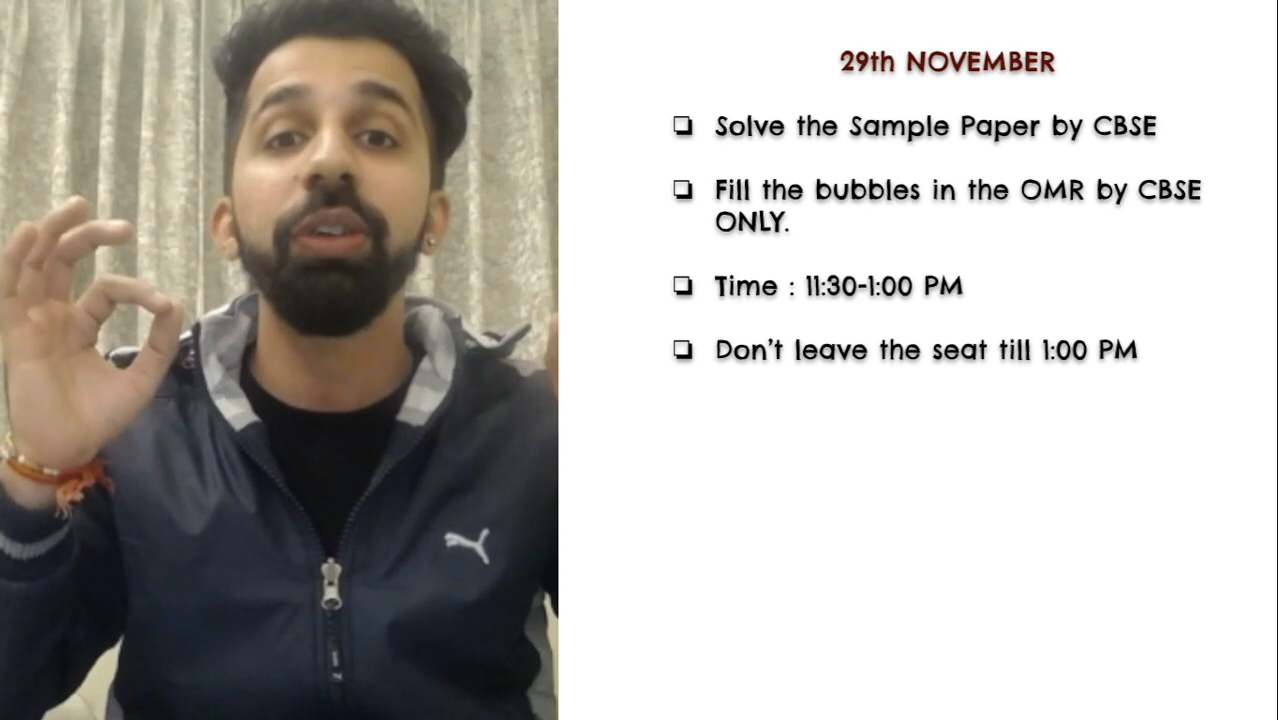 29th NOVEMBER
❏ Solve the Sample Paper by CBSE
❏ Fill the bubbles in the OMR by CBSE
ONLY.
❏ Time : 11:30-1:00 PM
❏ Don't leave the seat till 1:00 PM